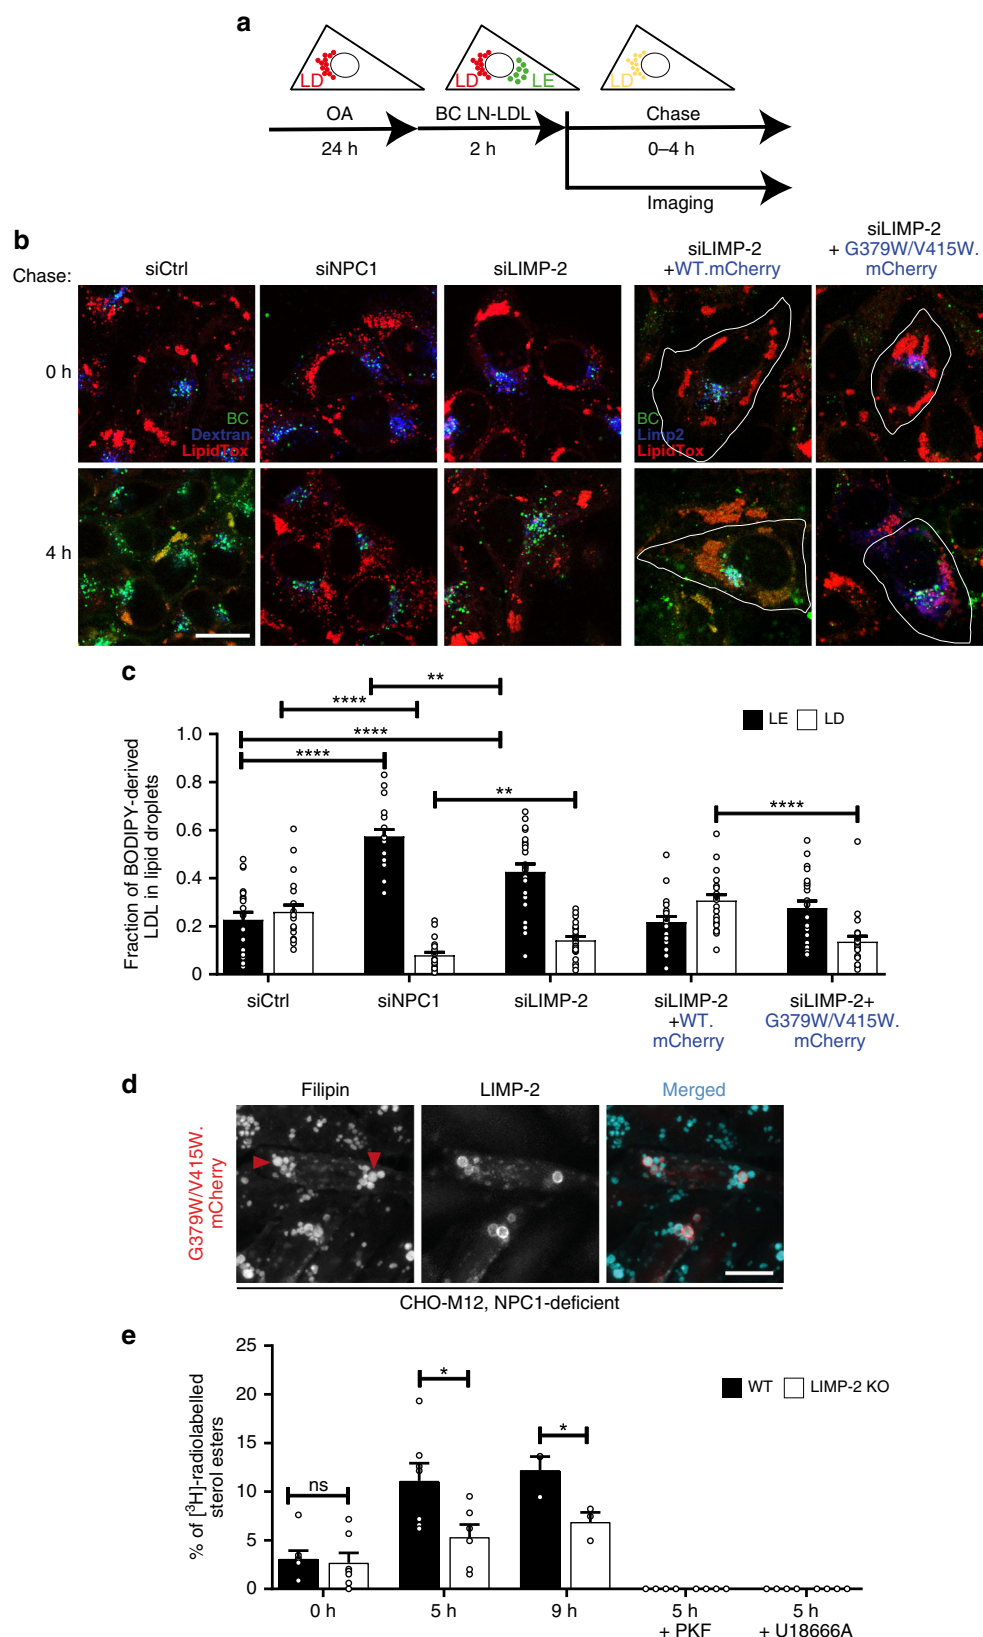 a
LD
LD
LE
LD
OA
BC LN-LDL
Chase
24 h
2 h
0–4 h
Imaging
b
Chase:
siCtrl
siNPC1
siLIMP-2
siLIMP-2
+WT.mCherry
siLIMP-2
+ G379W/V415W.
mCherry
0 h
BC
Dextran
LipidTox
BC
Limp2
LipidTox
4 h
c
**
****
****
****
**
****
LE
LD
Fraction of BODIPY-derived
LDL in lipid droplets
1.0
0.8
0.6
0.4
0.2
0
siCtrl
siNPC1
siLIMP-2
siLIMP-2
+WT.
mCherry
siLIMP-2+
G379W/V415W.
mCherry
d
Filipin
LIMP-2
Merged
G379W/V415W.
mCherry
CHO-M12, NPC1-deficient
e
% of [³H]-radiolabelled
sterol esters
25
20
15
10
5
0
ns
*
*
WT
LIMP-2 KO
0 h
5 h
9 h
5 h
+ PKF
5 h
+ U18666A